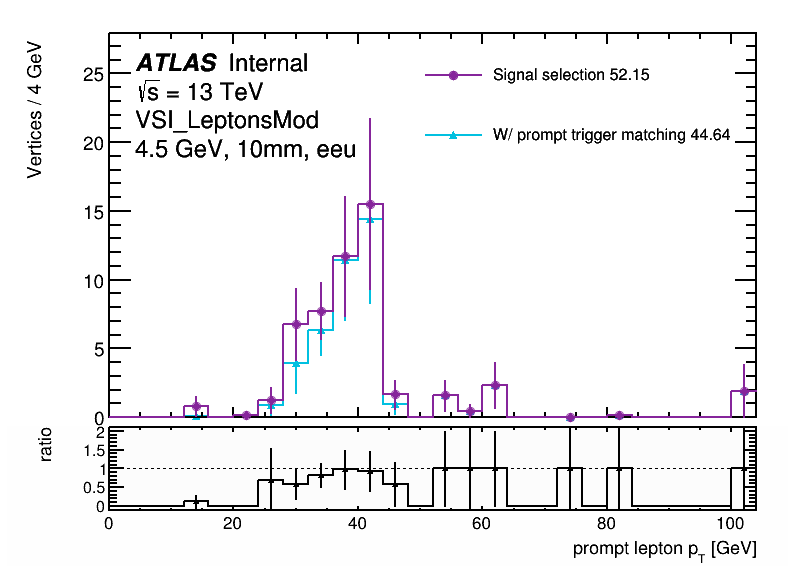 ATLAS Internal
√s = 13 TeV
VSI_LeptonsMod
4.5 GeV, 10mm, eeu
Signal selection 52.15
W/ prompt trigger matching 44.64
Vertices / 4 GeV
25
20
15
10
5
0
ratio
2
1.5
1
0.5
0
0 20 40 60 80 100
prompt lepton p_T [GeV]